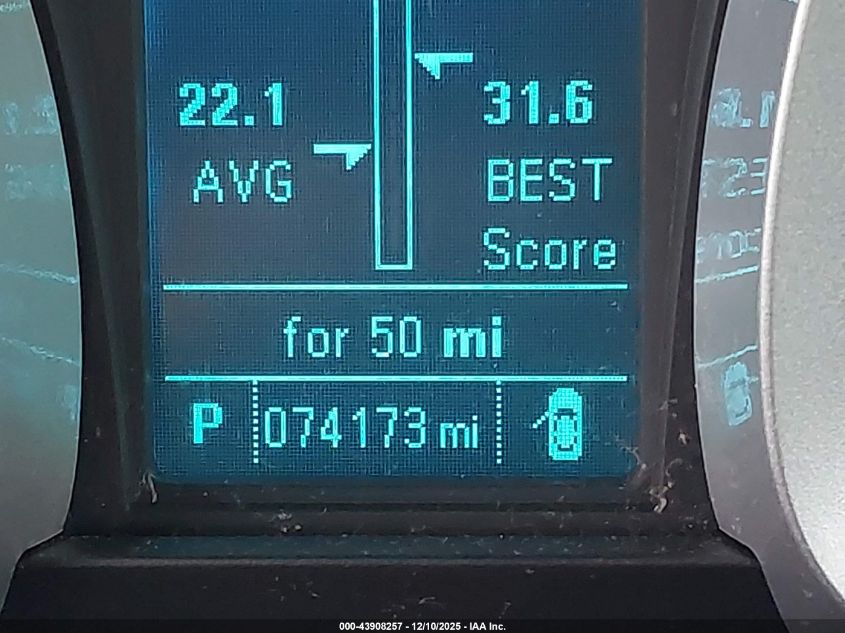 22.1 31.6
AVG BEST
Score
for 50 mi
P 074173 mi
000-43908257 - 12/10/2025 - IAA Inc.